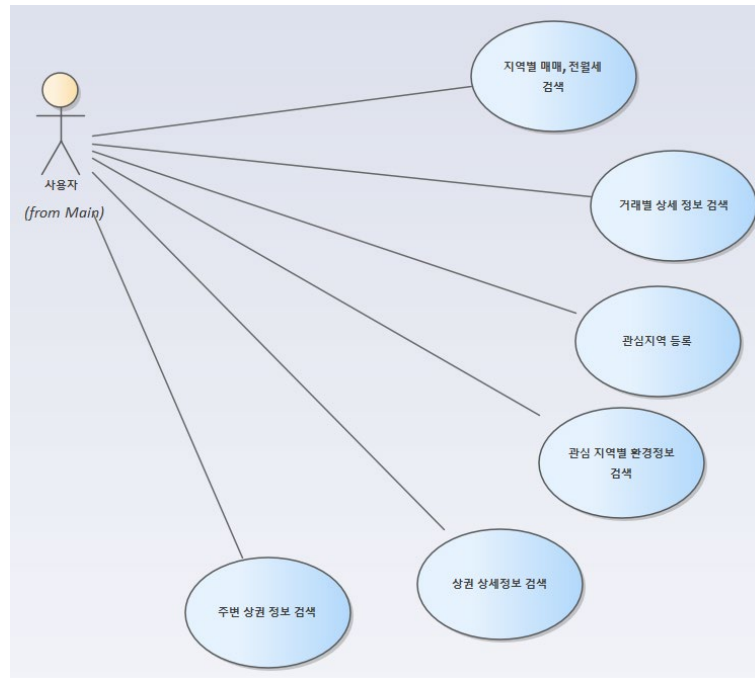 지역별 매매, 전월세
검색
사용자
(from Main)
거래별 상세 정보 검색
관심지역 등록
관심 지역별 환경정보
검색
상권 상세정보 검색
주변 상권 정보 검색